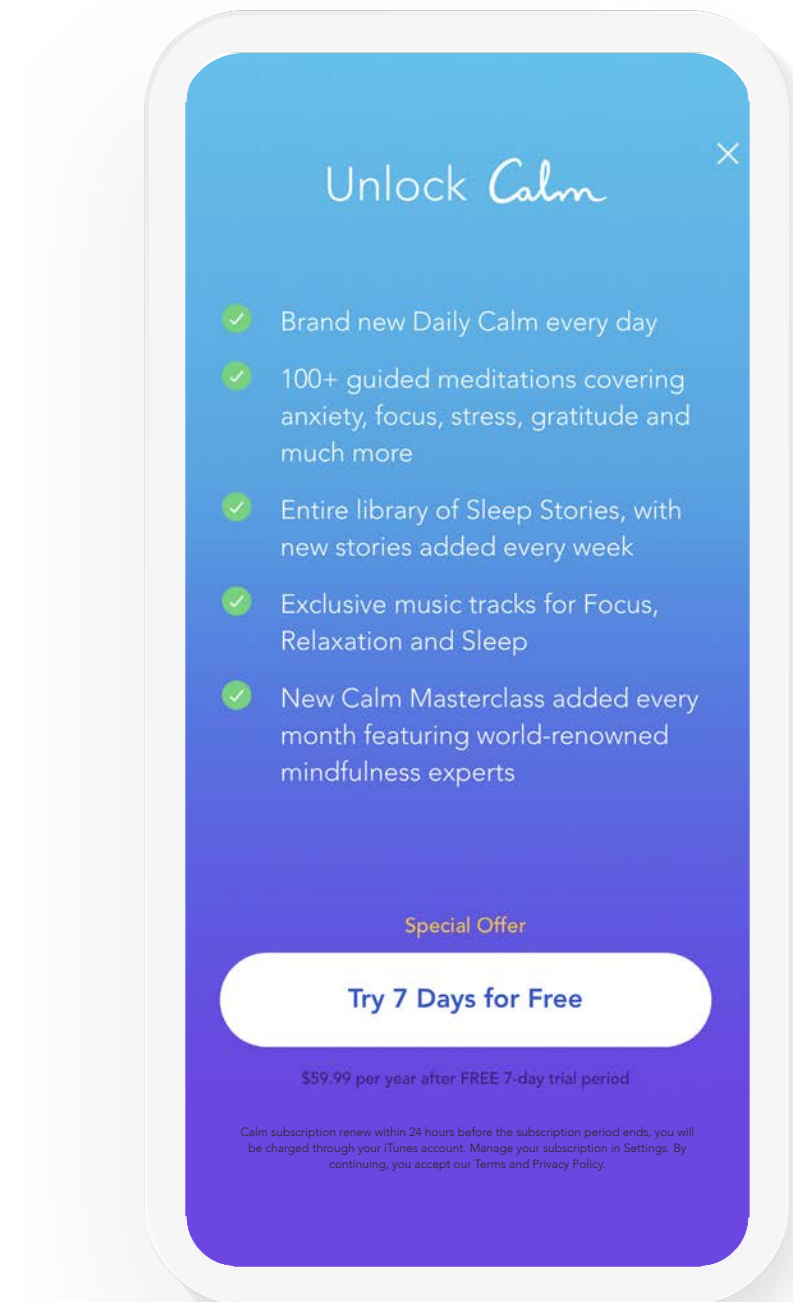 Unlock Calm
Brand new Daily Calm every day
100+ guided meditations covering
anxiety, focus, stress, gratitude and
much more
Entire library of Sleep Stories, with
new stories added every week
Exclusive music tracks for Focus,
Relaxation and Sleep
New Calm Masterclass added every
month featuring world-renowned
mindfulness experts
Special Offer
Try 7 Days for Free
$59.99 per year after FREE 7-day trial period
Calm subscription renew within 24 hours before the subscription period ends, you will
be charged through your iTunes account. Manage your subscription in Settings. By
continuing, you accept our Terms and Privacy Policy.